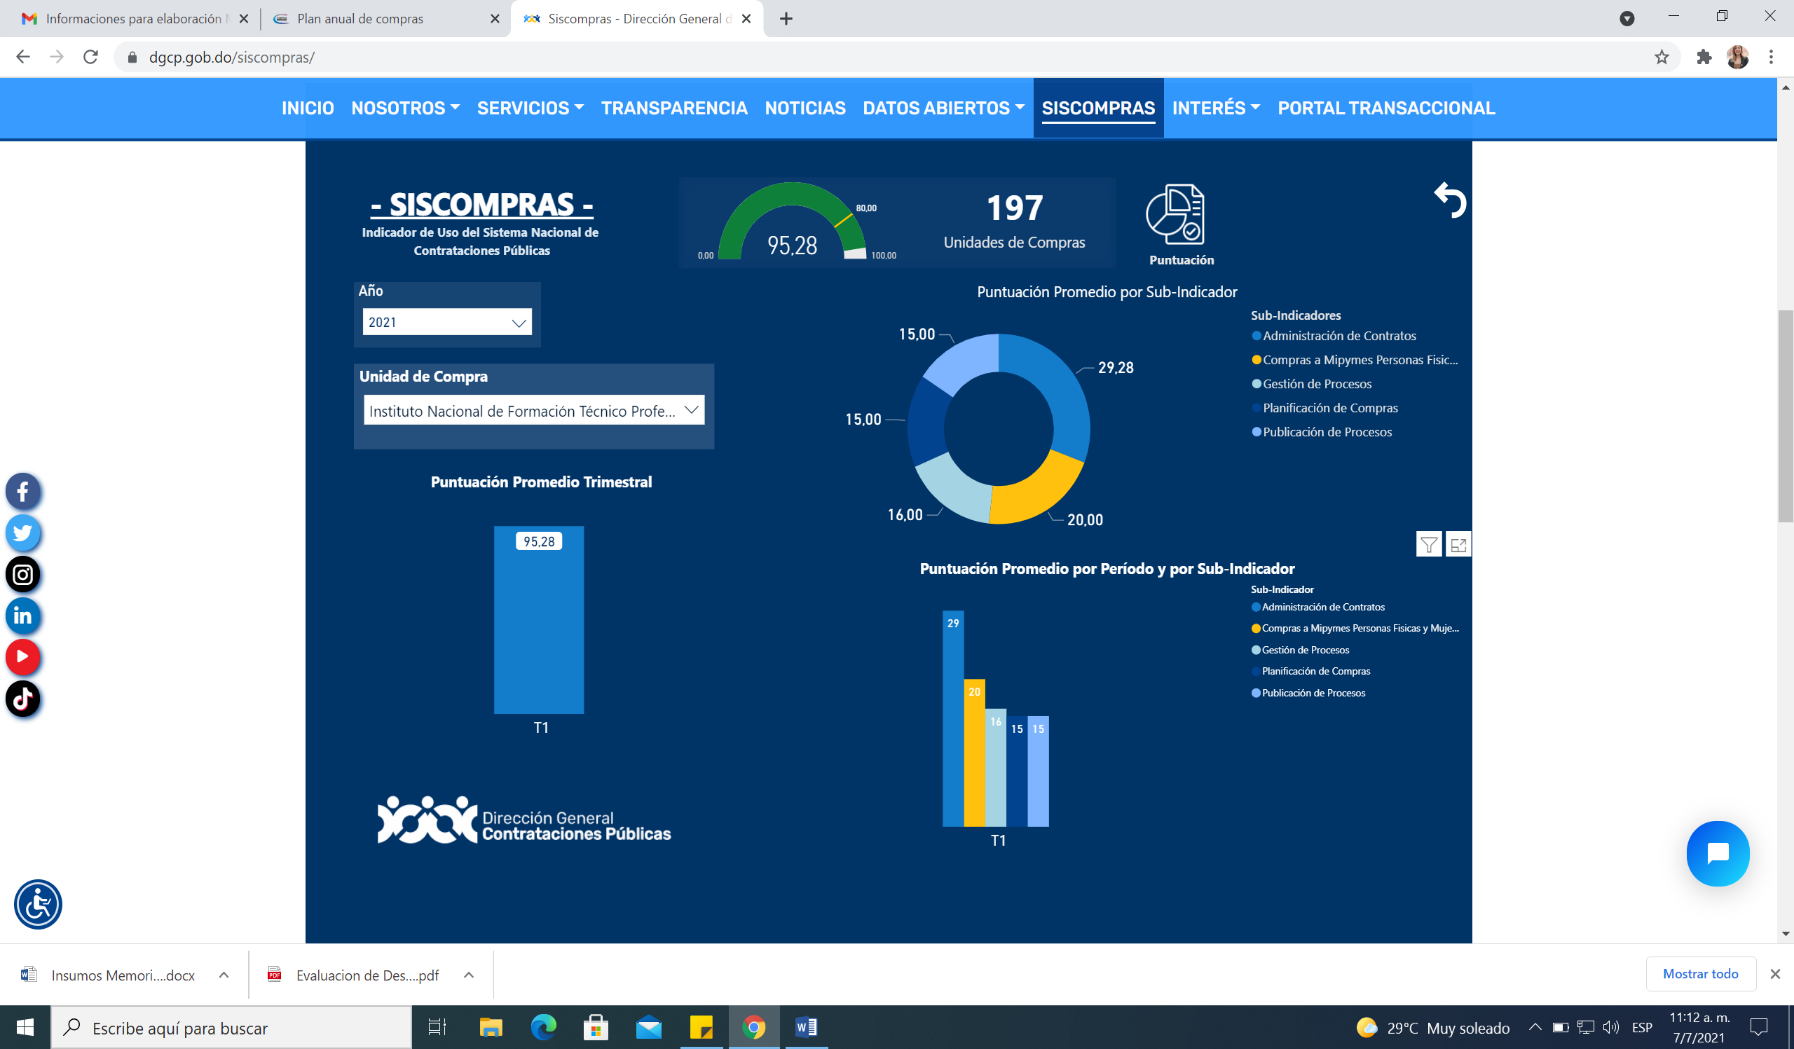 Informaciones para elaboración
Plan anual de compras
Siscompras - Dirección General d
dgcp.gob.do/siscompras/
INICIO NOSOTROS SERVICIOS TRANSPARENCIA NOTICIAS DATOS ABIERTOS SISCOMPRAS INTERÉS PORTAL TRANSACCIONAL
- SISCOMPRAS -
Indicador de Uso del Sistema Nacional de
Contrataciones Públicas
80,00
95,28
0,00
100,00
197
Unidades de Compras
Puntuación
Año
2021
Unidad de Compra
Instituto Nacional de Formación Técnico Profe...
Puntuación Promedio Trimestral
95,28
T1
Puntuación Promedio por Sub-Indicador
15,00
29,28
15,00
16,00
20,00
Sub-Indicadores
Administración de Contratos
Compras a Mipymes Personas Fisic...
Gestión de Procesos
Planificación de Compras
Publicación de Procesos
Puntuación Promedio por Período y por Sub-Indicador
29
20
16
15
15
T1
Sub-Indicador
Administración de Contratos
Compras a Mipymes Personas Fisicas y Muje...
Gestión de Procesos
Planificación de Compras
Publicación de Procesos
Dirección General
Contrataciones Públicas
Insumos Memori....docx
Evaluacion de Des....pdf
Mostrar todo
Escribe aquí para buscar
29°C Muy soleado
ESP
11:12 a. m.
7/7/2021